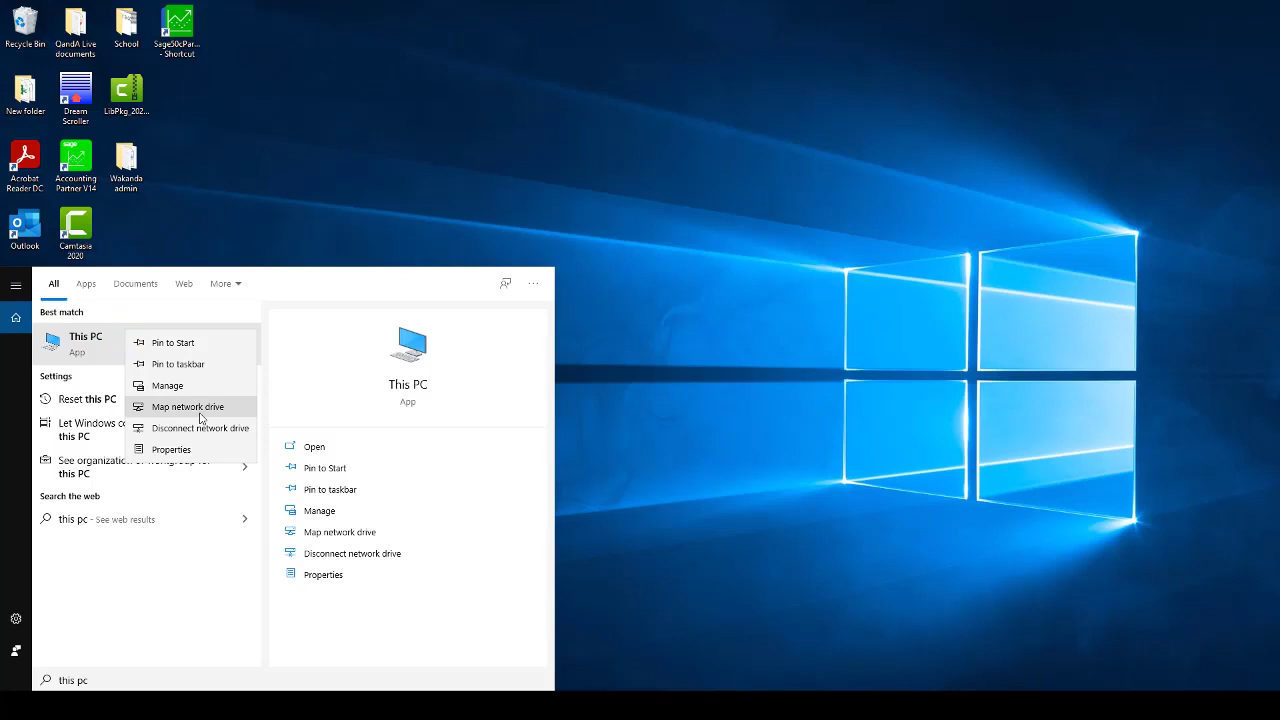 Recycle Bin
QandA Live
documents
School
Sage50cPar...
- Shortcut
New folder
Dream
Scroller
LibPkg_202...
Acrobat
Reader DC
Accounting
Partner V14
Wakanda
admin
Outlook
Camtasia
2020
All
Apps
Documents
Web
More
Best match
This PC
App
Pin to Start
Pin to taskbar
Manage
Map network drive
Disconnect network drive
Properties
Settings
Reset this PC
Let Windows
this PC
See organization
this PC
Search the web
this pc - See web results
This PC
App
Open
Pin to Start
Pin to taskbar
Manage
Map network drive
Disconnect network drive
Properties
this pc